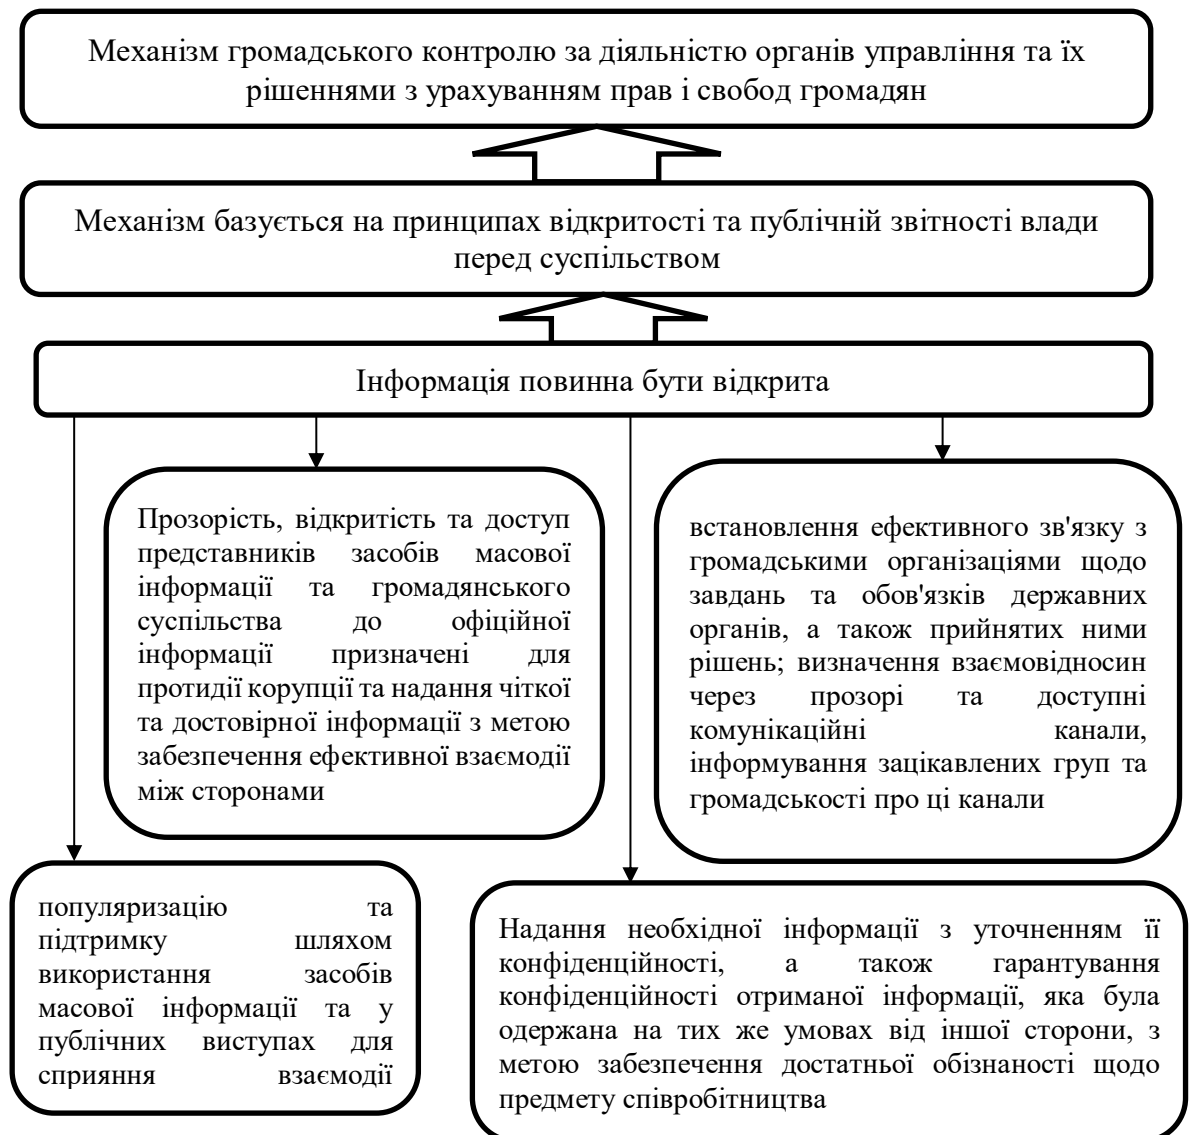 Механізм громадського контролю за діяльністю органів управління та їх
рішеннями з урахуванням прав і свобод громадян
Механізм базується на принципах відкритості та публічній звітності влади
перед суспільством
Інформація повинна бути відкрита
Прозорість, відкритість та доступ
представників засобів масової
інформації та громадянського
суспільства до офіційної
інформації призначені для
протидії корупції та надання чіткої
та достовірної інформації з метою
забезпечення ефективної взаємодії
між сторонами
встановлення ефективного зв'язку з
громадськими організаціями щодо
завдань та обов'язків державних
органів, а також прийнятих ними
рішень; визначення взаємовідносин
через прозорі та доступні
комунікаційні канали,
інформування зацікавлених груп та
громадськості про ці канали
популяризацію та
підтримку шляхом
використання засобів
масової інформації та у
публічних виступах для
сприяння взаємодії
Надання необхідної інформації з уточненням її
конфіденційності, а також гарантування
конфіденційності отриманої інформації, яка була
одержана на тих же умовах від іншої сторони, з
метою забезпечення достатньої обізнаності щодо
предмету співробітництва